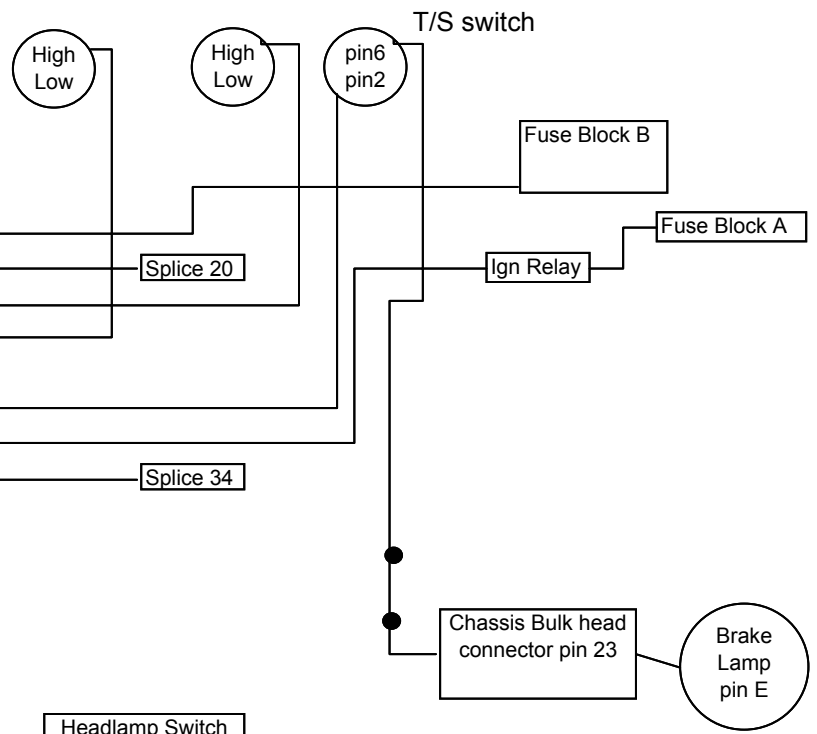 T/S switch
High
Low
High
Low
pin6
pin2
Fuse Block B
Fuse Block A
Splice 20
Ign Relay
Splice 34
Chassis Bulk head
connector pin 23
Brake
Lamp
pin E
Headlamp Switch